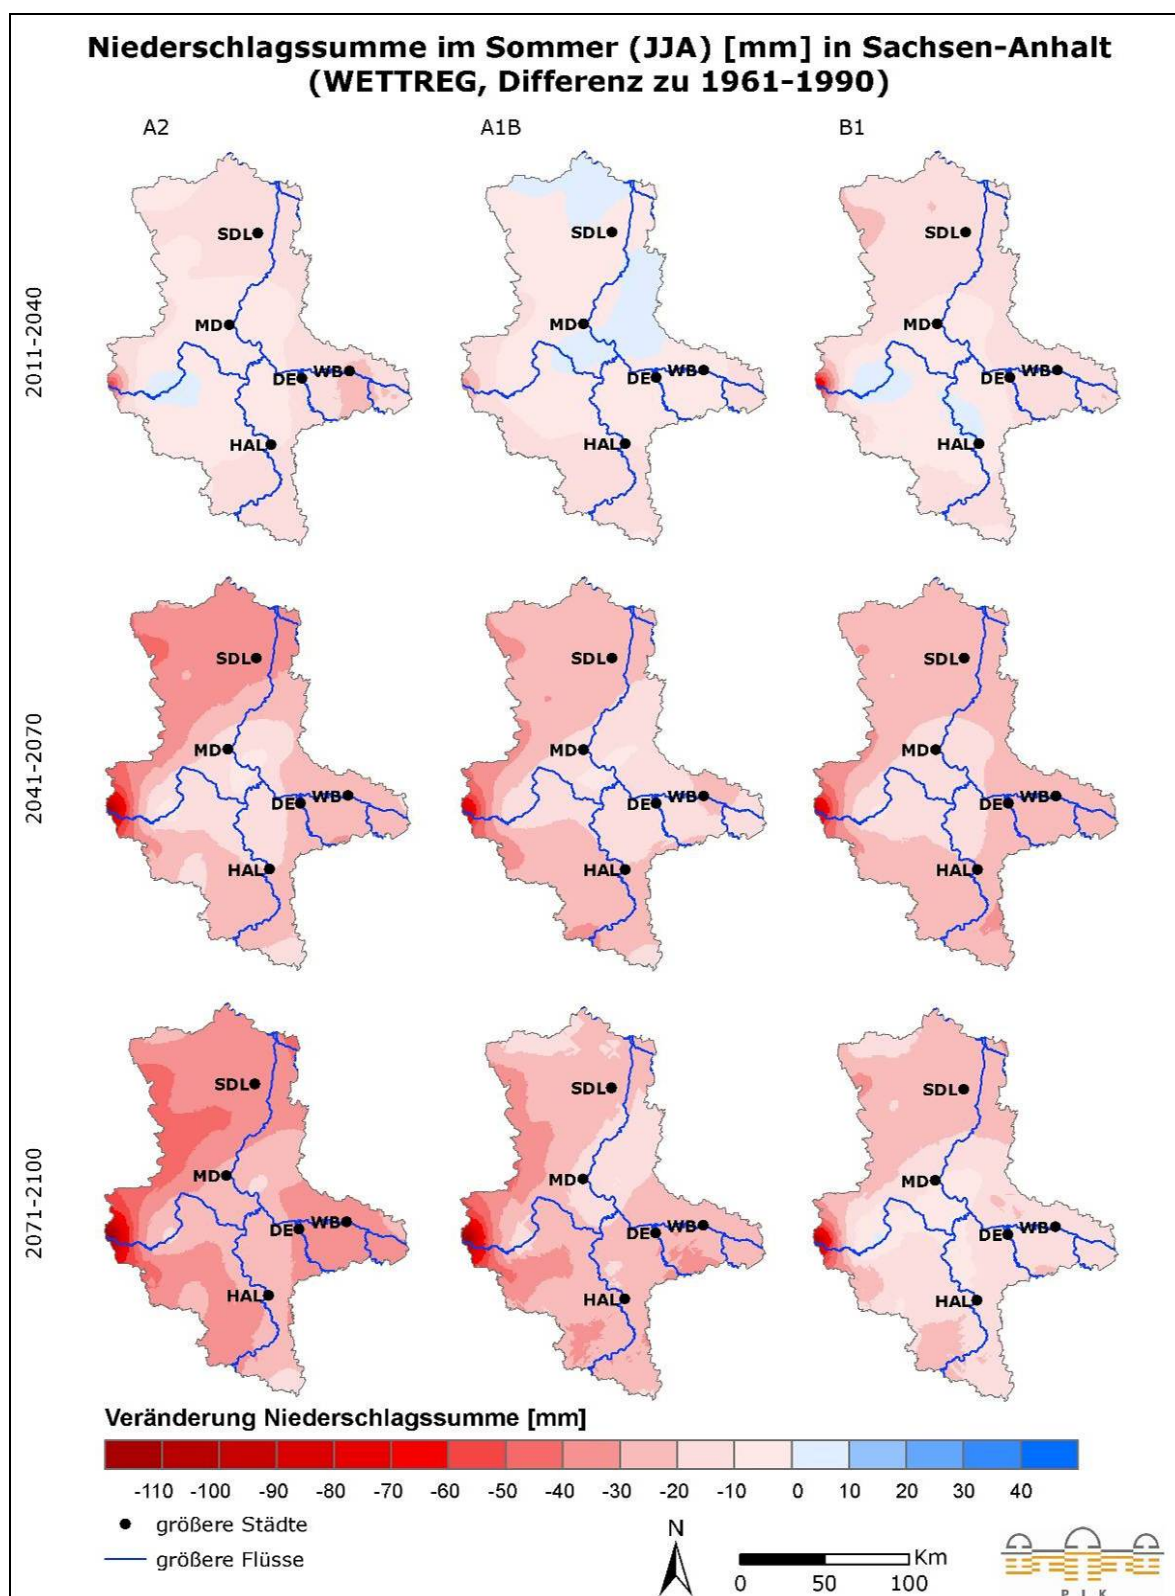 Niederschlagssumme im Sommer (JJA) [mm] in Sachsen-Anhalt
(WETTREG, Differenz zu 1961-1990)
A2 A1B B1
2011-2040
SDL SDL SDL
MD MD MD
DE WB DE WB DE WB
HAL HAL HAL
2041-2070
SDL SDL SDL
MD MD MD
DE WB DE WB DE WB
HAL HAL HAL
2071-2100
SDL SDL SDL
MD MD MD
DE WB DE WB DE WB
HAL HAL HAL
Veränderung Niederschlagssumme [mm]
-110 -100 -90 -80 -70 -60 -50 -40 -30 -20 -10 0 10 20 30 40
größere Städte
größere Flüsse
N
Km
0 50 100
P I K